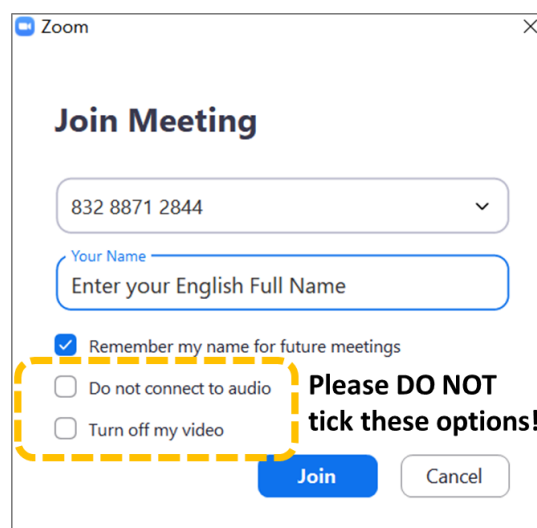 Zoom
Join Meeting
832 8871 2844
Your Name
Enter your English Full Name
Remember my name for future meetings
Do not connect to audio
Turn off my video
Please DO NOT
tick these options!
Join
Cancel